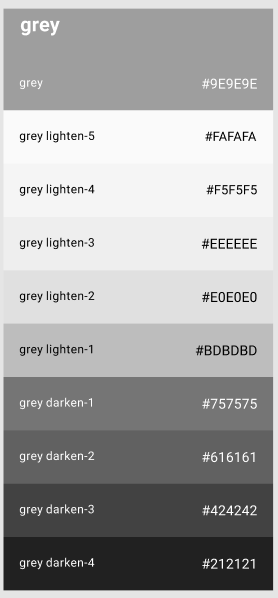 grey
grey #9E9E9E
grey lighten-5 #FAFAFA
grey lighten-4 #F5F5F5
grey lighten-3 #EEEEEE
grey lighten-2 #E0E0E0
grey lighten-1 #BDBDBD
grey darken-1 #757575
grey darken-2 #616161
grey darken-3 #424242
grey darken-4 #212121